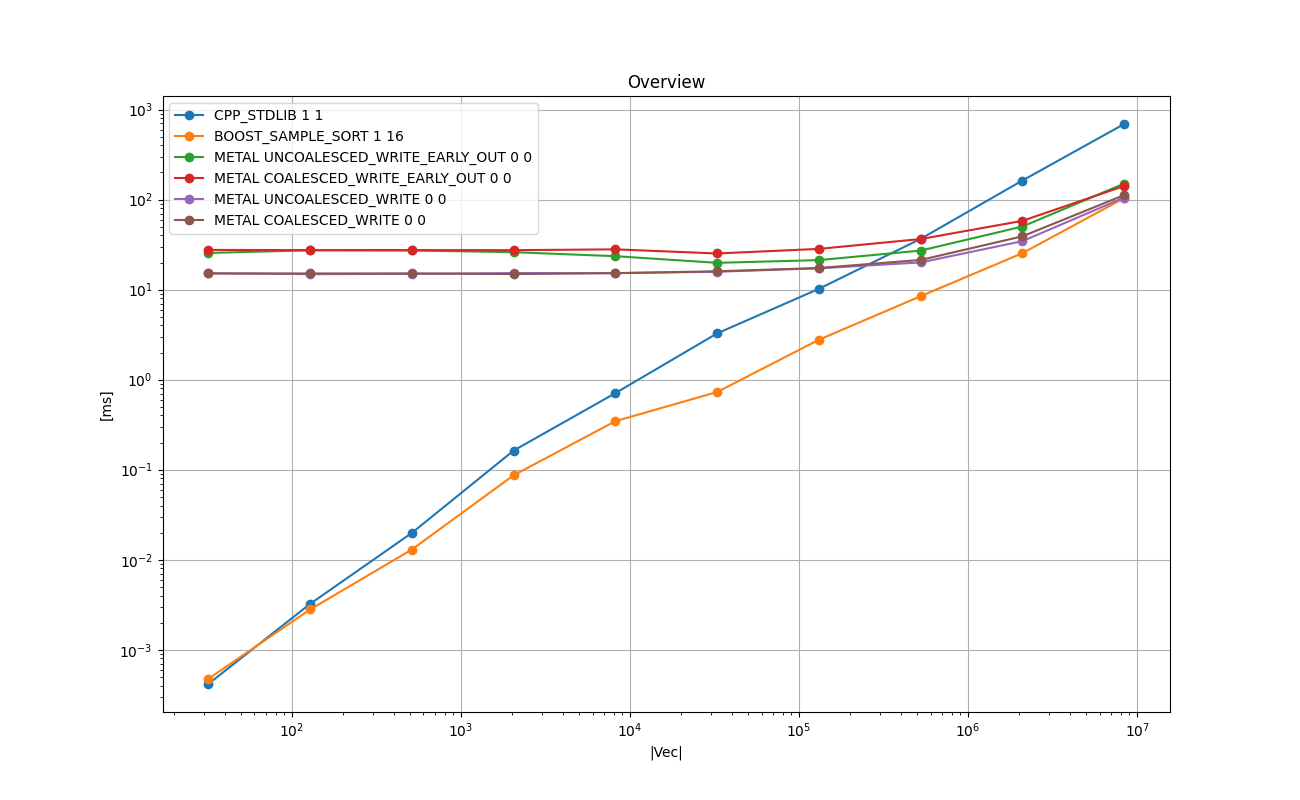 Overview
CPP_STDLIB 1 1
BOOST_SAMPLE_SORT 1 16
METAL UNCOALESCED_WRITE_EARLY_OUT 0 0
METAL COALESCED_WRITE_EARLY_OUT 0 0
METAL UNCOALESCED_WRITE 0 0
METAL COALESCED_WRITE 0 0
10³
10²
10¹
10⁰
10⁻¹
10⁻²
10⁻³
[ms]
10² 10³ 10⁴ 10⁵ 10⁶ 10⁷
|Vec|